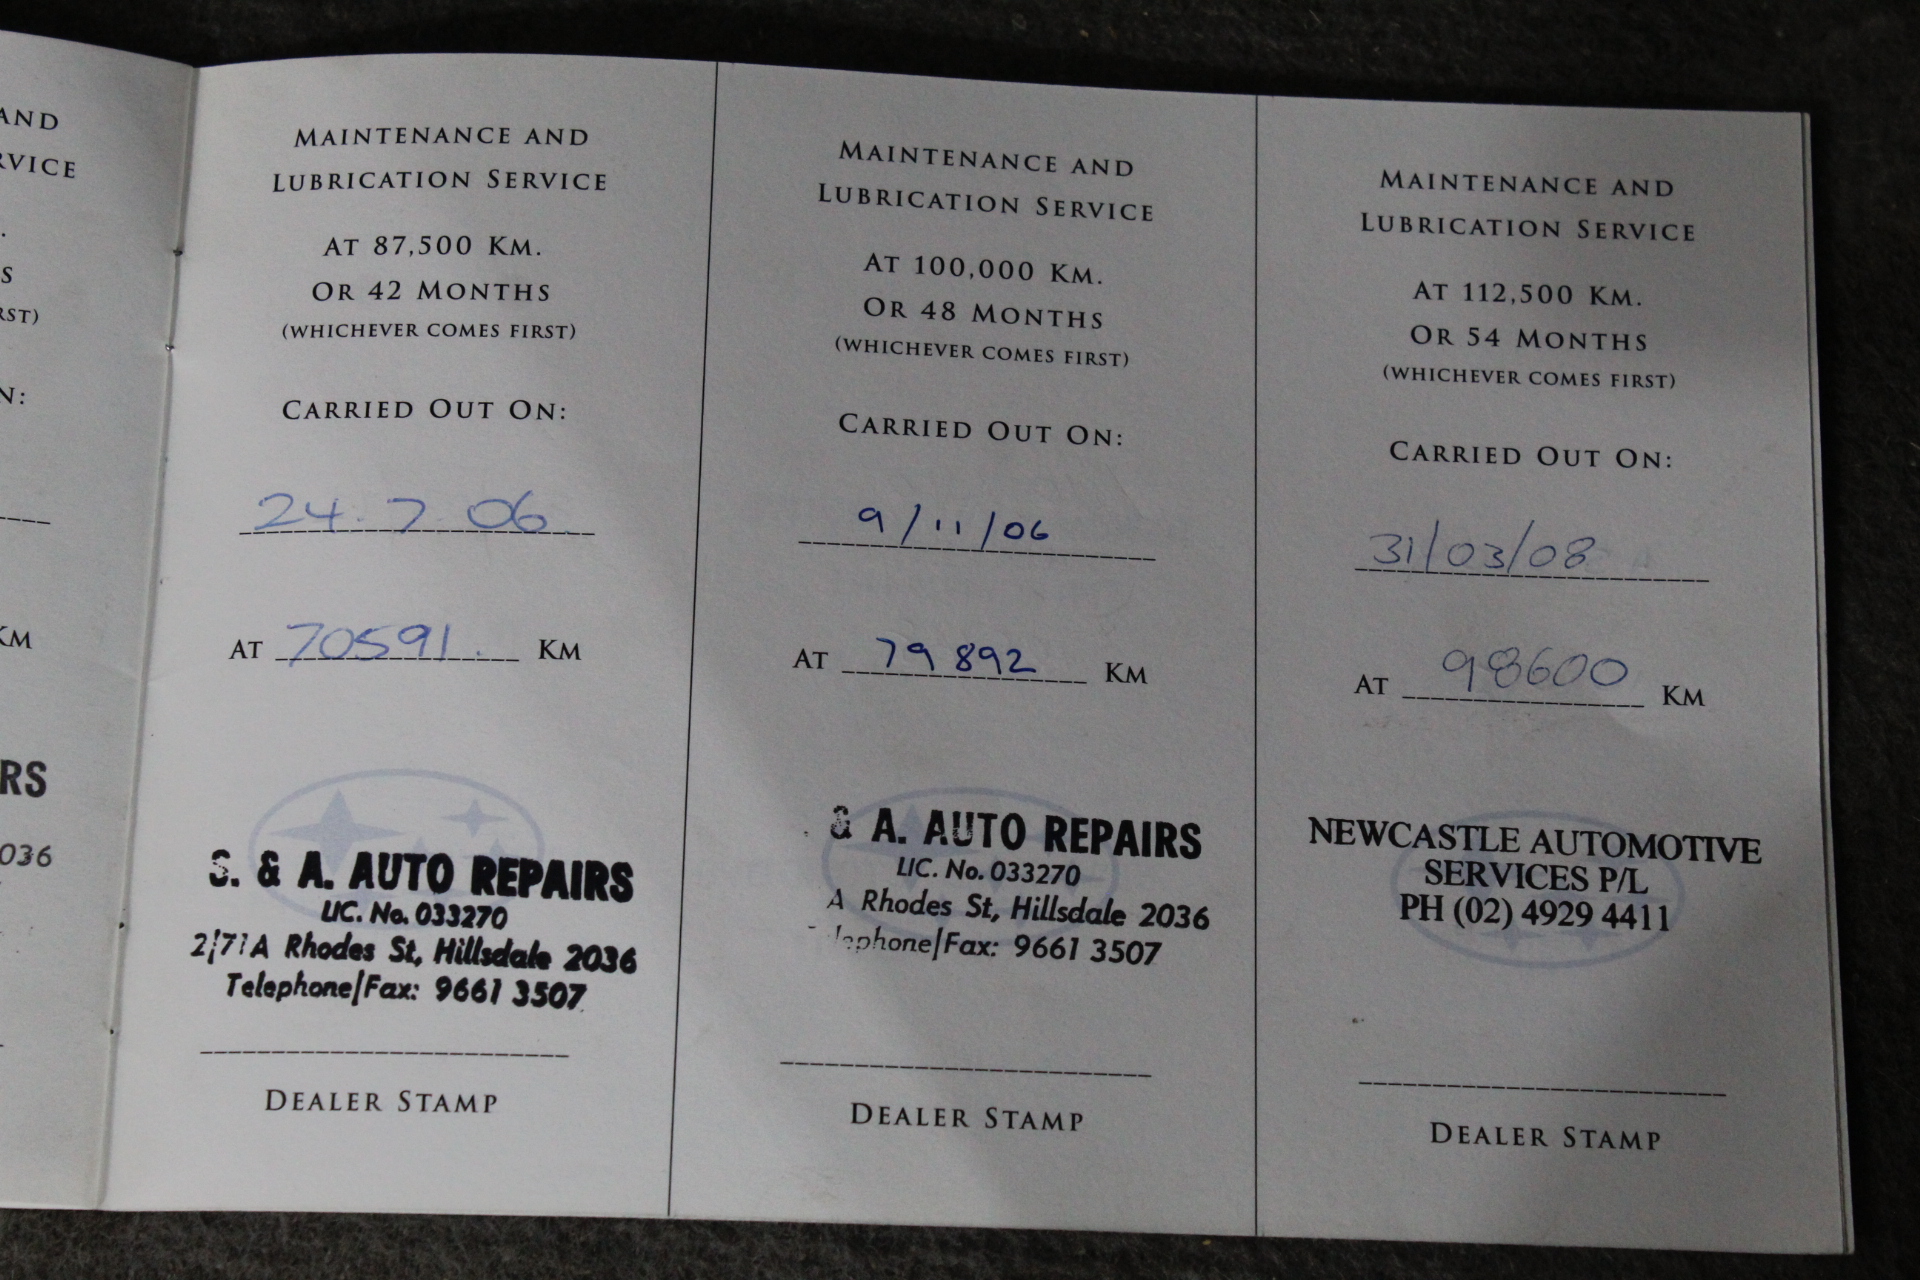 AND
RVICE
.
S
RST)
N:
KM
RS
036
MAINTENANCE AND
LUBRICATION SERVICE
AT 87,500 KM.
OR 42 MONTHS
(WHICHEVER COMES FIRST)
CARRIED OUT ON:
24.7.06
AT 70591. KM
S. & A. AUTO REPAIRS
LIC. No. 033270
2/71A Rhodes St, Hillsdale 2036
Telephone/Fax: 9661 3507
DEALER STAMP
MAINTENANCE AND
LUBRICATION SERVICE
AT 100,000 KM.
OR 48 MONTHS
(WHICHEVER COMES FIRST)
CARRIED OUT ON:
9/11/06
AT 79892 KM
. & A. AUTO REPAIRS
LIC. No. 033270
A Rhodes St, Hillsdale 2036
lephone/Fax: 9661 3507
DEALER STAMP
MAINTENANCE AND
LUBRICATION SERVICE
AT 112,500 KM.
OR 54 MONTHS
(WHICHEVER COMES FIRST)
CARRIED OUT ON:
31/03/08
AT 98600 KM
NEWCASTLE AUTOMOTIVE
SERVICES P/L
PH (02) 4929 4411
DEALER STAMP